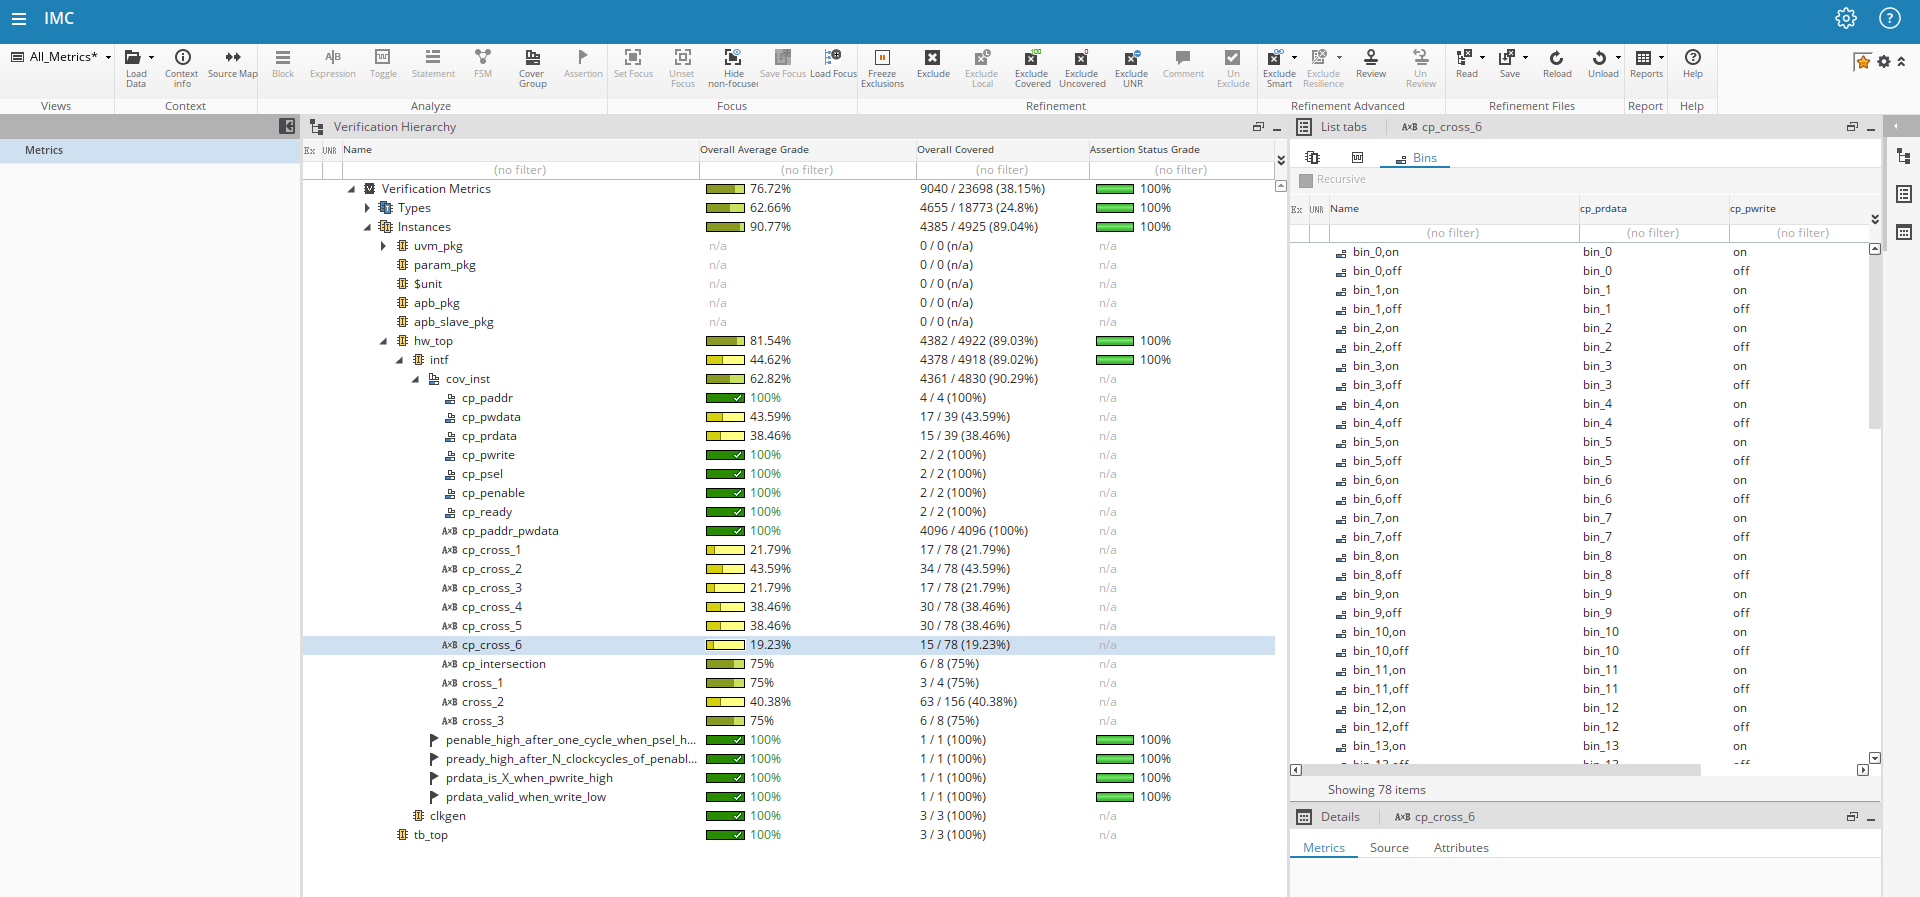 IMC
All_Metrics*
Load Data
Context info
Source Map
Block
Expression
Toggle
Statement
FSM
Cover Group
Assertion
Set Focus
Unset Focus
Hide non-focused
Save Focus
Load Focus
Freeze Exclusions
Exclude
Exclude Local
Exclude Covered
Exclude Uncovered
Exclude UNR
Comment
Un Exclude
Exclude Smart
Exclude Resilience
Review
Un Review
Read
Save
Reload
Unload
Reports
Help
Views
Context
Analyze
Focus
Refinement
Refinement Advanced
Refinement Files
Report
Help
Metrics
Verification Hierarchy
Ex UNR Name Overall Average Grade Overall Covered Assertion Status Grade
(no filter) (no filter) (no filter) (no filter)
Verification Metrics 76.72% 9040 / 23698 (38.15%) 100%
Types 62.66% 4655 / 18773 (24.8%) 100%
Instances 90.77% 4385 / 4925 (89.04%) 100%
uvm_pkg n/a 0 / 0 (n/a) n/a
param_pkg n/a 0 / 0 (n/a) n/a
$unit n/a 0 / 0 (n/a) n/a
apb_pkg n/a 0 / 0 (n/a) n/a
apb_slave_pkg n/a 0 / 0 (n/a) n/a
hw_top 81.54% 4382 / 4922 (89.03%) 100%
intf 44.62% 4378 / 4918 (89.02%) 100%
cov_inst 62.82% 4361 / 4830 (90.29%) n/a
cp_paddr 100% 4 / 4 (100%) n/a
cp_pwdata 43.59% 17 / 39 (43.59%) n/a
cp_prdata 38.46% 15 / 39 (38.46%) n/a
cp_pwrite 100% 2 / 2 (100%) n/a
cp_psel 100% 2 / 2 (100%) n/a
cp_penable 100% 2 / 2 (100%) n/a
cp_ready 100% 2 / 2 (100%) n/a
A×B cp_paddr_pwdata 100% 4096 / 4096 (100%) n/a
A×B cp_cross_1 21.79% 17 / 78 (21.79%) n/a
A×B cp_cross_2 43.59% 34 / 78 (43.59%) n/a
A×B cp_cross_3 21.79% 17 / 78 (21.79%) n/a
A×B cp_cross_4 38.46% 30 / 78 (38.46%) n/a
A×B cp_cross_5 38.46% 30 / 78 (38.46%) n/a
A×B cp_cross_6 19.23% 15 / 78 (19.23%) n/a
A×B cp_intersection 75% 6 / 8 (75%) n/a
A×B cross_1 75% 3 / 4 (75%) n/a
A×B cross_2 40.38% 63 / 156 (40.38%) n/a
A×B cross_3 75% 6 / 8 (75%) n/a
penable_high_after_one_cycle_when_psel_h... 100% 1 / 1 (100%) 100%
pready_high_after_N_clockcycles_of_penabl... 100% 1 / 1 (100%) 100%
prdata_is_X_when_pwrite_high 100% 1 / 1 (100%) 100%
prdata_valid_when_write_low 100% 1 / 1 (100%) 100%
clkgen 100% 3 / 3 (100%) n/a
tb_top 100% 3 / 3 (100%) n/a
List tabs A×B cp_cross_6
Bins
Recursive
Ex UNR Name cp_prdata cp_pwrite
(no filter) (no filter) (no filter)
bin_0,on bin_0 on
bin_0,off bin_0 off
bin_1,on bin_1 on
bin_1,off bin_1 off
bin_2,on bin_2 on
bin_2,off bin_2 off
bin_3,on bin_3 on
bin_3,off bin_3 off
bin_4,on bin_4 on
bin_4,off bin_4 off
bin_5,on bin_5 on
bin_5,off bin_5 off
bin_6,on bin_6 on
bin_6,off bin_6 off
bin_7,on bin_7 on
bin_7,off bin_7 off
bin_8,on bin_8 on
bin_8,off bin_8 off
bin_9,on bin_9 on
bin_9,off bin_9 off
bin_10,on bin_10 on
bin_10,off bin_10 off
bin_11,on bin_11 on
bin_11,off bin_11 off
bin_12,on bin_12 on
bin_12,off bin_12 off
bin_13,on bin_13 on
Showing 78 items
Details A×B cp_cross_6
Metrics Source Attributes